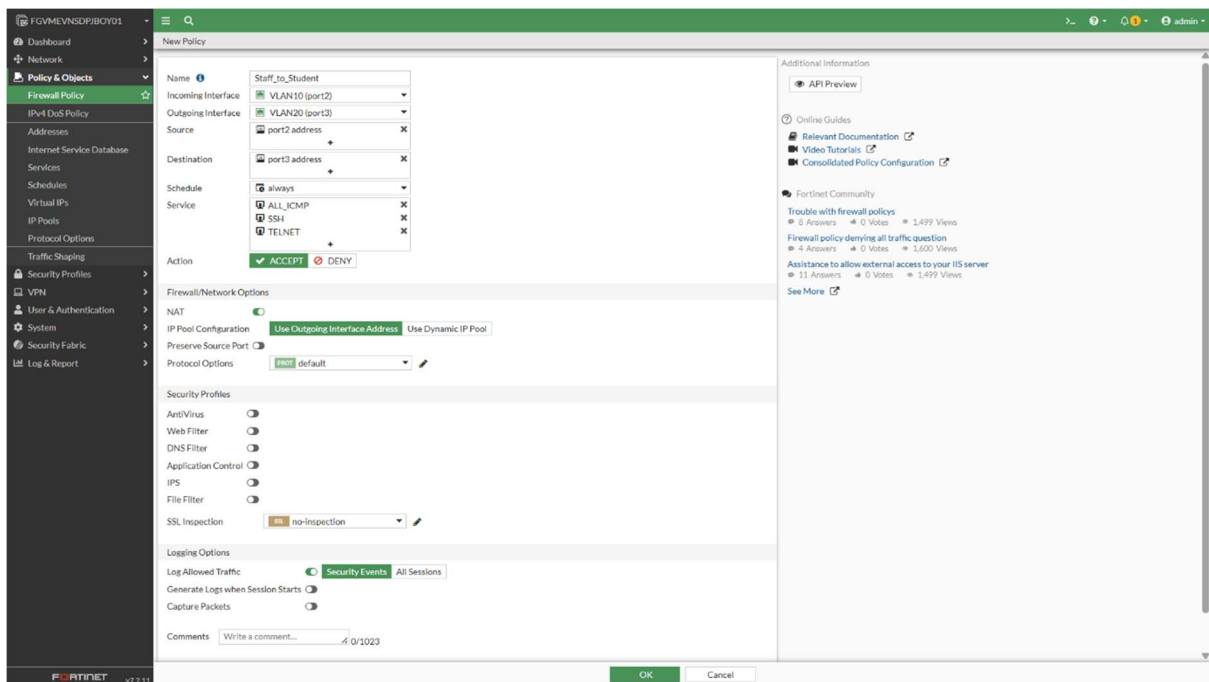 FGVMEVNSDPJBOY01
admin
Dashboard
Network
Policy & Objects
Firewall Policy
IPv4 DoS Policy
Addresses
Internet Service Database
Services
Schedules
Virtual IPs
IP Pools
Protocol Options
Traffic Shaping
Security Profiles
VPN
User & Authentication
System
Security Fabric
Log & Report
FORTINET v7.2.11
New Policy
Name Staff_to_Student
Incoming Interface VLAN10 (port2)
Outgoing Interface VLAN20 (port3)
Source port2 address
+
Destination port3 address
+
Schedule always
Service ALL_ICMP
SSH
TELNET
+
Action ACCEPT DENY
Firewall/Network Options
NAT
IP Pool Configuration Use Outgoing Interface Address Use Dynamic IP Pool
Preserve Source Port
Protocol Options PROT default
Security Profiles
AntiVirus
Web Filter
DNS Filter
Application Control
IPS
File Filter
SSL Inspection no-inspection
Logging Options
Log Allowed Traffic Security Events All Sessions
Generate Logs when Session Starts
Capture Packets
Comments Write a comment... 0/1023
OK Cancel
Additional Information
API Preview
Online Guides
Relevant Documentation
Video Tutorials
Consolidated Policy Configuration
Fortinet Community
Trouble with firewall policys
8 Answers 0 Votes 1,499 Views
Firewall policy denying all traffic question
4 Answers 0 Votes 1,600 Views
Assistance to allow external access to your IIS server
11 Answers 0 Votes 1,499 Views
See More